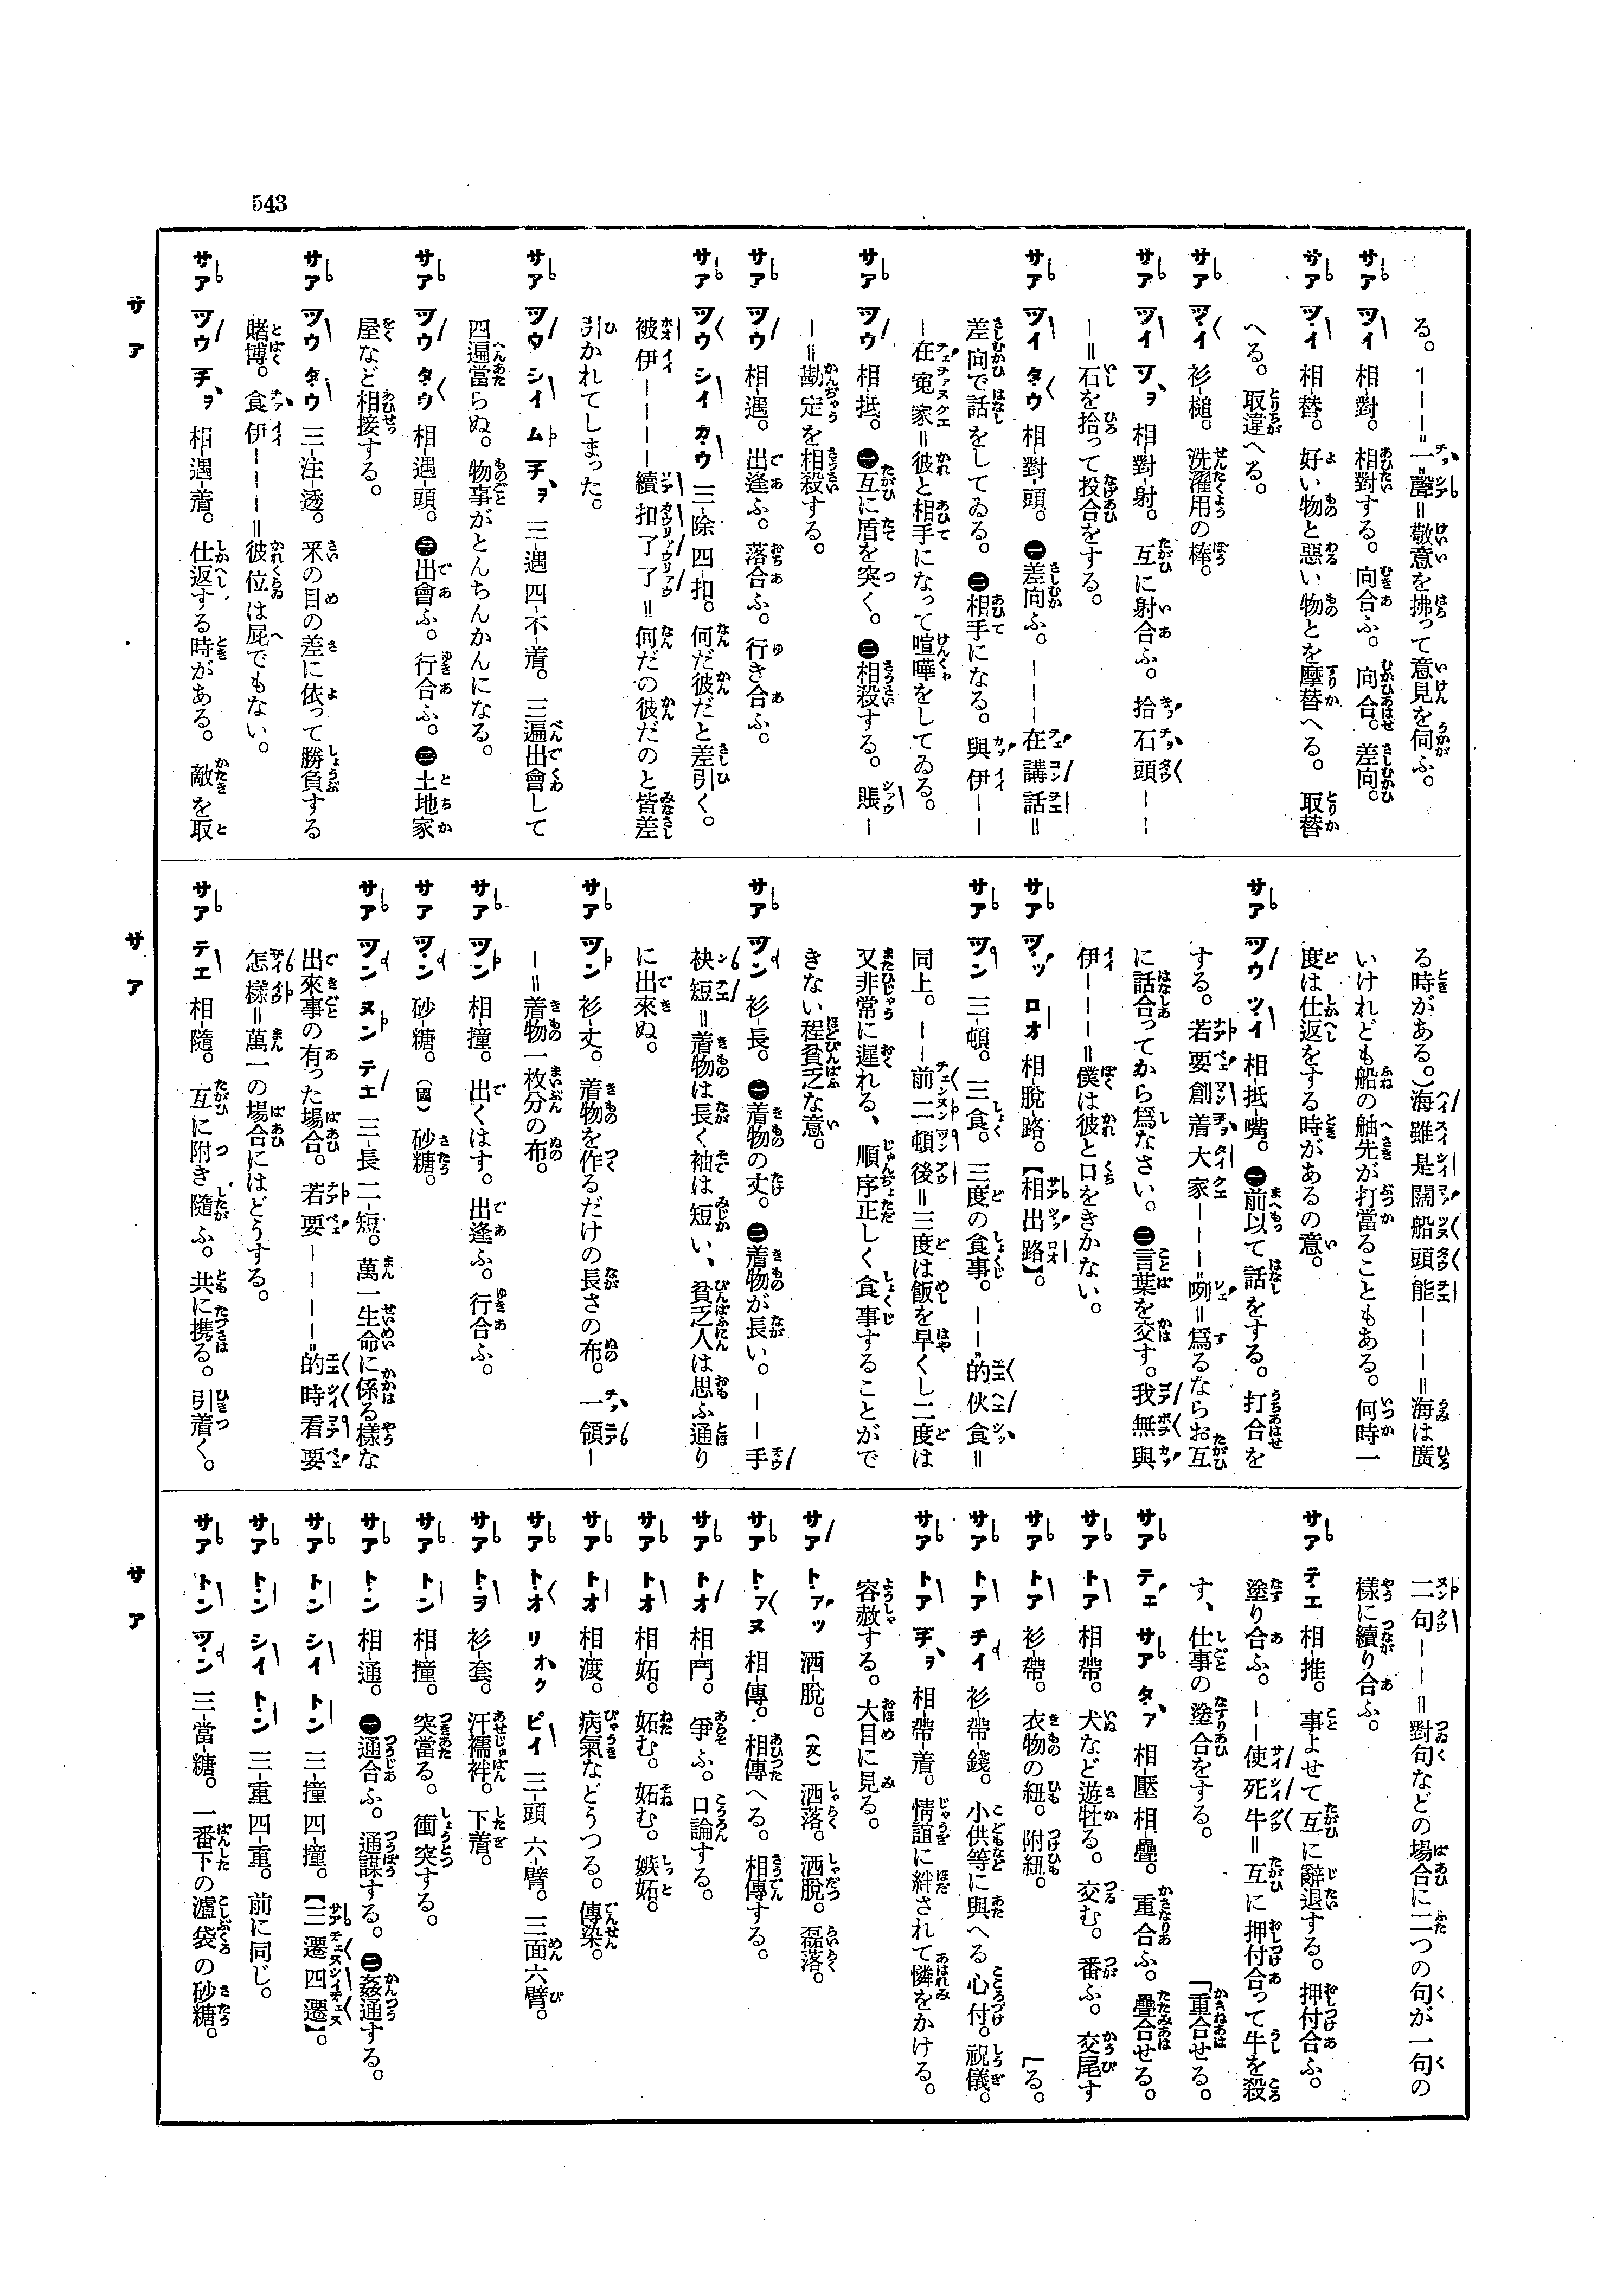 543
る。ーーー=一聲=敬意を拂って意見を伺ふ。
サア ツイ 相-對。相對する。向合ふ。向合。差向。
サア ツイ 相-替。好い物と惡い物とを摩替へる。取替
へる。取違へる。
サア ツイ 衫-槌。洗濯用の棒。
サア ツイ ツヲ 相-對-射。互に射合ふ。拾石頭ーー
ー=石を拾って投合をする。
サア ツイ タウ 相-對-頭。㊀差向ふ。ーーー在講話=
差向で話をしてゐる。㊁相手になる。與伊ーー
ー在寃家=彼と相手になって喧嘩をしてゐる。
サア ツウ 相-抵。㊀互に盾を突く。㊁相殺する。賬ー
ー=勘定を相殺する。
サア ツウ 相-遇。出逢ふ。落合ふ。行き合ふ。
サア ツウ シイ カウ 三-除 四-扣。何だ彼だと差引く。
被伊ーーーー續扣了了=何だの彼だのと皆差
引かれてしまった。
サア ツウ シイ ム チヲ 三-遇 四-不-着。三遍出會して
四遍當らぬ。物事がとんちんかんになる。
サア ツウ タウ 相-遇-頭。㊀出會ふ。行合ふ。㊁土地家
屋など相接する。
サア ツウ タウ 三-注-透。釆の目の差に依って勝負する
賭博。食伊ーーー=彼位は屁でもない。
サア ツウ チヲ 相-遇-着。仕返する時がある。敵を取
サア
る時がある。)海雖是闊船頭能ーーー=海は廣
いけれども船の舳先が打當ることもある。何時一
度は仕返をする時があるの意。
サア ツウ ツイ 相-抵-嘴。㊀前以て話をする。打合を
する。若要創着大家ーーー=咧=爲るならお互
に話合ってから爲なさい。㊁言葉を交す。我無與
伊ーーー=僕は彼と口をきかない。
サア ツッ ロオ 相-脫-路。【相出路】。
サア ツン 三-頓。三食。三度の食事。ーー=的伙食=
同上。ーー前二頓後=三度は飯を早くし二度は
又非常に遲れる、順序正しく食事することがで
きない程貧乏な意。
サア ツン 衫-長。㊀着物の丈。㊁着物が長い。ーー手
䘥短=着物は長く袖は短い、貧乏人は思ふ通り
に出來ぬ。
サア ツン 衫-丈。着物を作るだけの長さの布。一領ー
ー=着物一枚分の布。
サア ツン 相-撞。出くはす。出逢ふ。行合ふ。
サア ツン 砂-糖。(國)砂糖。
サア ツン ヌン テエ 三-長 二-短。萬一生命に係る樣な
出來事の有った場合。若要ーーーー=的時看要
怎樣=萬一の場合にはどうする。
サア テエ 相-隨。互に附き隨ふ。共に携る。引着く。
サア
二句ーー=對句などの場合に二つの句が一句の
樣に續り合ふ。
サア テエ 相-推。事よせて互に辭退する。押付合ふ。
塗り合ふ。ーー使死牛=互に押付合って牛を殺
す、仕事の塗合をする。「重合せる。
サア テェ サア タァ 相-壓 相-疊。重合ふ。疊合せる。
サア トア 相-帶。犬など遊牡る。交む。番ふ。交尾す
サア トア 衫-帶。衣物の紐。附紐。「る。
サア トア チイ 衫-帶-錢。小供等に與へる心付。祝儀。
サア トア チヲ 相-帶-着。情誼に絆されて憐をかける。
容赦する。大目に見る。
サア トアッ 洒-脫。(文)洒落。洒脫。磊落。
サア トアヌ 相-傳。相傳へる。相傳する。
サア トオ 相-鬥。爭ふ。口論する。
サア トオ 相-妬。妬む。妬む。嫉妬。
サア トオ 相-渡。病氣などうつる。傳染。
サア トオ リオク ピイ 三-頭 六-臂。三面六臂。
サア トヲ 衫-套。汗襦袢。下着。
サア トン 相-撞。突當る。衝突する。
サア トン 相-通。㊀通合ふ。通謀する。㊁姦通する。
サア トン シイ トン 三-撞 四-撞。【三遷四遷】。
サア トン シイ トン 三-重 四-重。前に同じ。
サア トン ツン 三-當-糖。一番下の瀘袋の砂糖。
サア